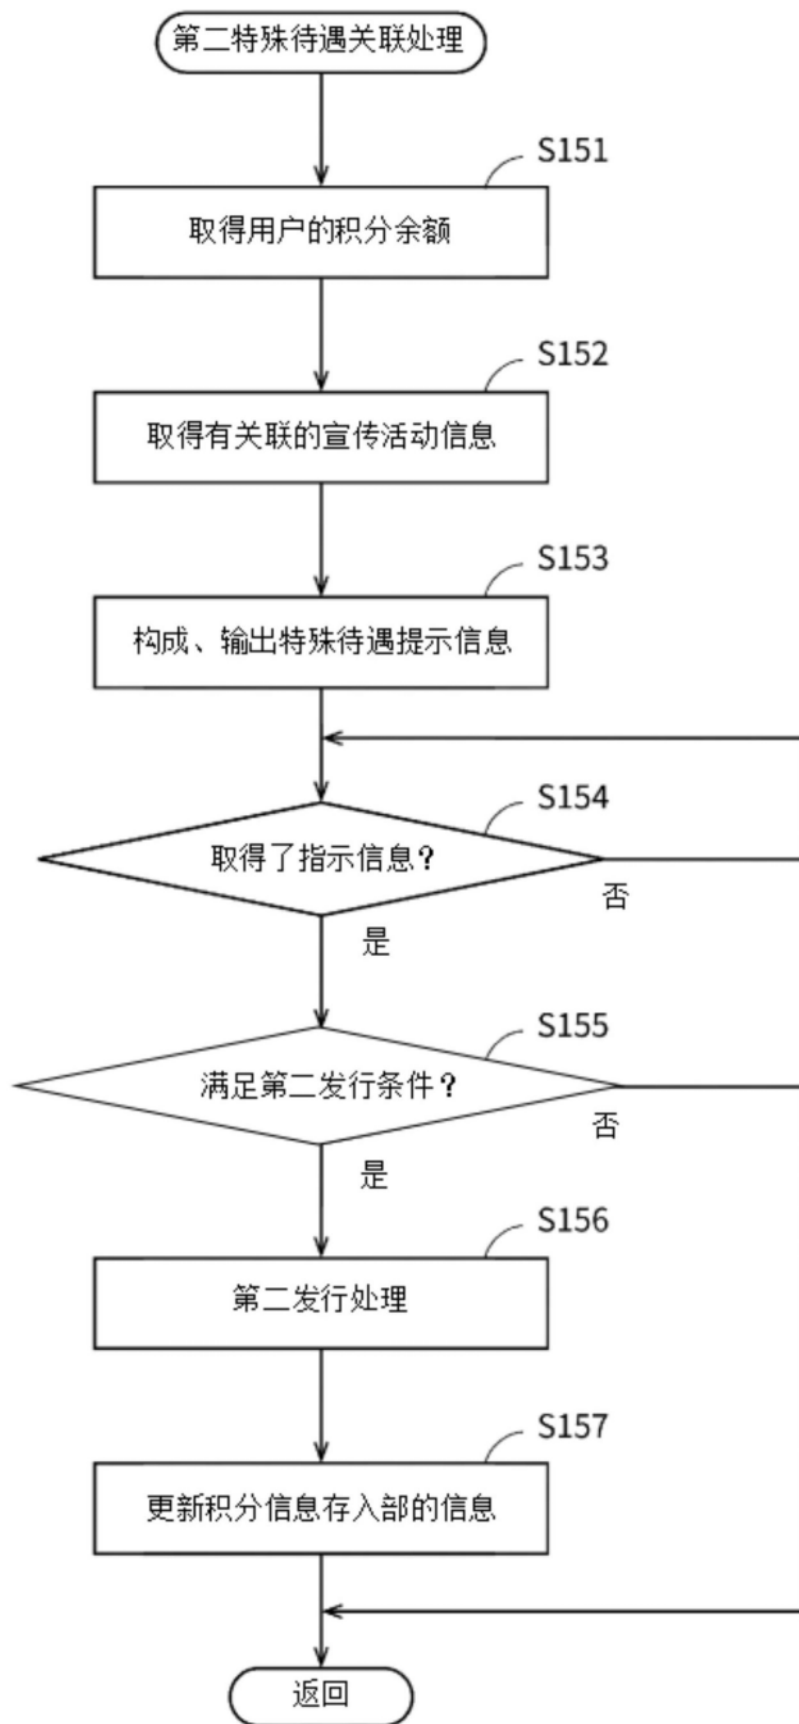 第二特殊待遇关联处理
S151
取得用户的积分余额
S152
取得有关联的宣传活动信息
S153
构成、输出特殊待遇提示信息
S154
取得了指示信息？
否
是
S155
满足第二发行条件？
否
是
S156
第二发行处理
S157
更新积分信息存入部的信息
返回